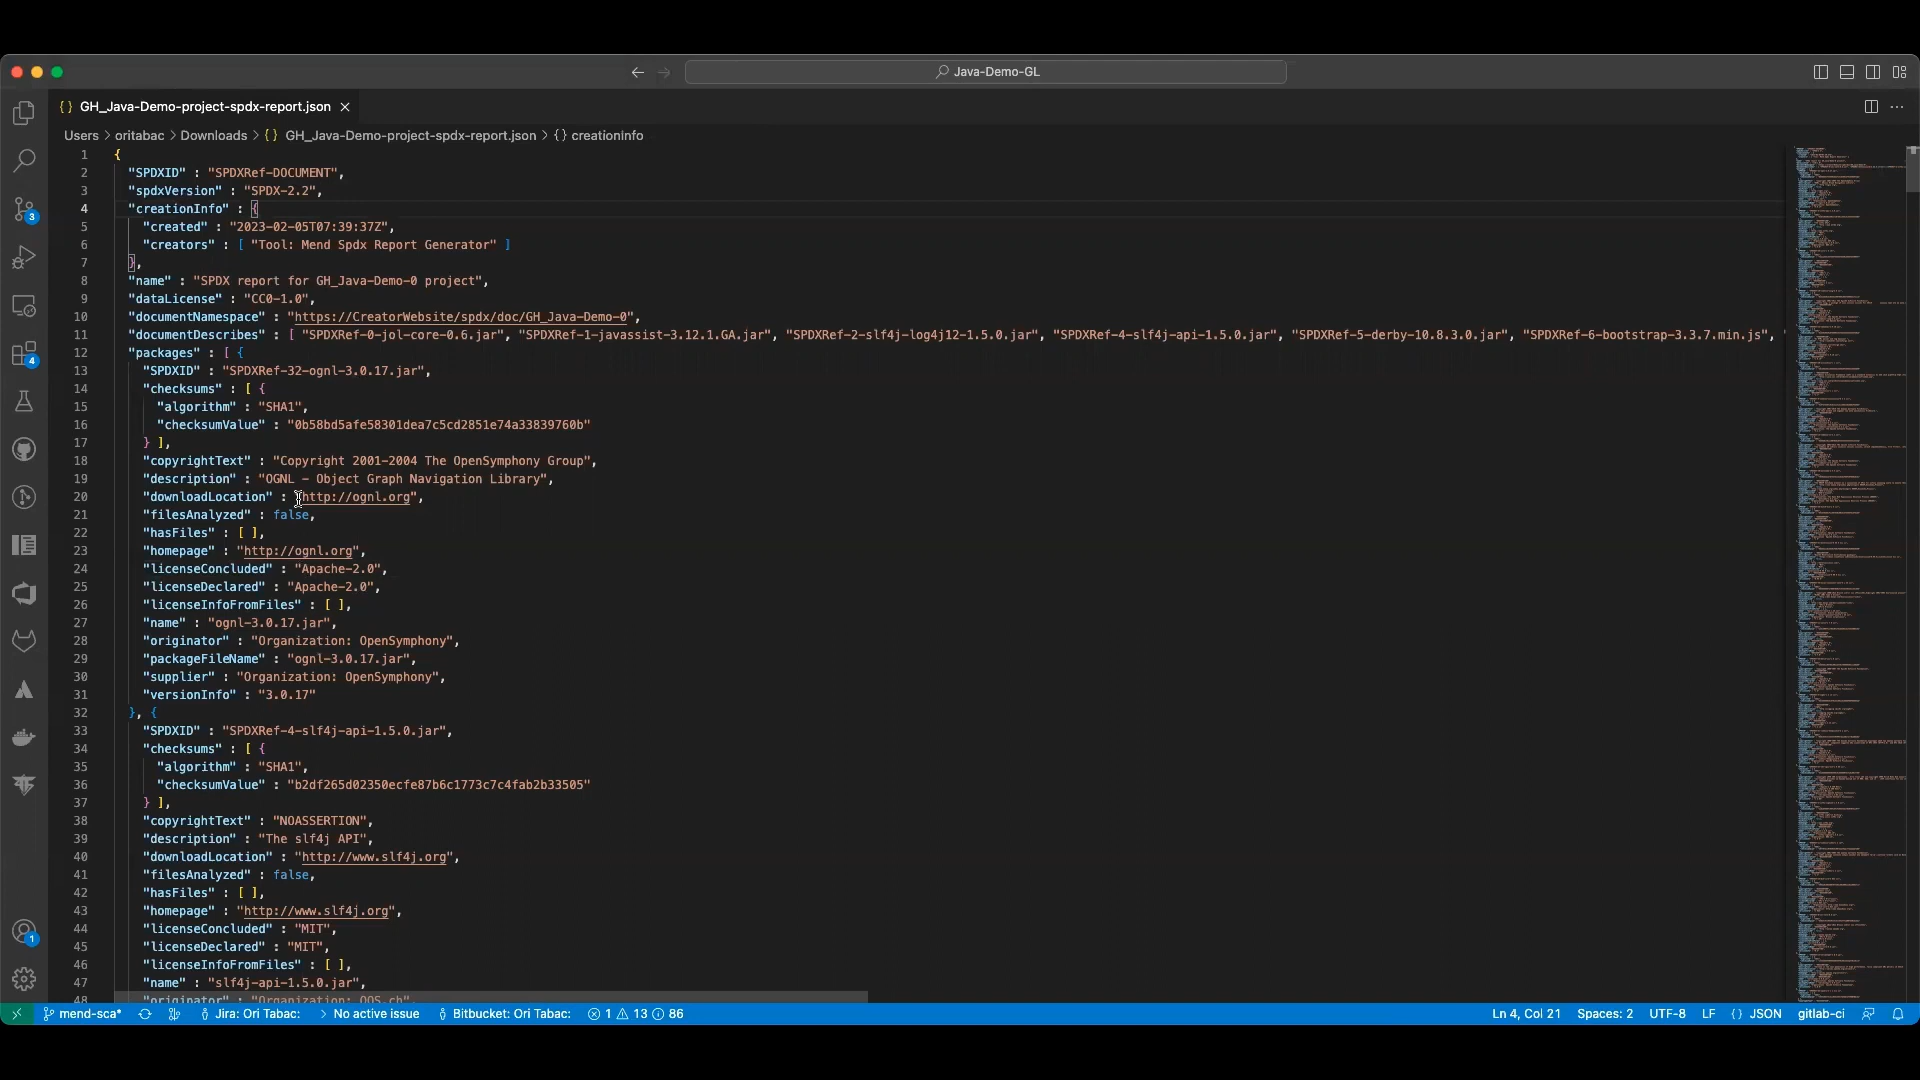 Java-Demo-GL
{} GH_Java-Demo-project-spdx-report.json
Users > oritabac > Downloads > {} GH_Java-Demo-project-spdx-report.json > {} creationInfo
1 {
2 "SPDXID" : "SPDXRef-DOCUMENT",
3 "spdxVersion" : "SPDX-2.2",
4 "creationInfo" : {
5 "created" : "2023-02-05T07:39:37Z",
6 "creators" : [ "Tool: Mend Spdx Report Generator" ]
7 },
8 "name" : "SPDX report for GH_Java-Demo-0 project",
9 "dataLicense" : "CC0-1.0",
10 "documentNamespace" : "https://CreatorWebsite/spdx/doc/GH_Java-Demo-0",
11 "documentDescribes" : [ "SPDXRef-0-jol-core-0.6.jar", "SPDXRef-1-javassist-3.12.1.GA.jar", "SPDXRef-2-slf4j-log4j12-1.5.0.jar", "SPDXRef-4-slf4j-api-1.5.0.jar", "SPDXRef-5-derby-10.8.3.0.jar", "SPDXRef-6-bootstrap-3.3.7.min.js",
12 "packages" : [ {
13 "SPDXID" : "SPDXRef-32-ognl-3.0.17.jar",
14 "checksums" : [ {
15 "algorithm" : "SHA1",
16 "checksumValue" : "0b58bd5afe58301dea7c5cd2851e74a33839760b"
17 } ],
18 "copyrightText" : "Copyright 2001-2004 The OpenSymphony Group",
19 "description" : "OGNL - Object Graph Navigation Library",
20 "downloadLocation" : "http://ognl.org",
21 "filesAnalyzed" : false,
22 "hasFiles" : [ ],
23 "homepage" : "http://ognl.org",
24 "licenseConcluded" : "Apache-2.0",
25 "licenseDeclared" : "Apache-2.0",
26 "licenseInfoFromFiles" : [ ],
27 "name" : "ognl-3.0.17.jar",
28 "originator" : "Organization: OpenSymphony",
29 "packageFileName" : "ognl-3.0.17.jar",
30 "supplier" : "Organization: OpenSymphony",
31 "versionInfo" : "3.0.17"
32 }, {
33 "SPDXID" : "SPDXRef-4-slf4j-api-1.5.0.jar",
34 "checksums" : [ {
35 "algorithm" : "SHA1",
36 "checksumValue" : "b2df265d02350ecfe87b6c1773c7c4fab2b33505"
37 } ],
38 "copyrightText" : "NOASSERTION",
39 "description" : "The slf4j API",
40 "downloadLocation" : "http://www.slf4j.org",
41 "filesAnalyzed" : false,
42 "hasFiles" : [ ],
43 "homepage" : "http://www.slf4j.org",
44 "licenseConcluded" : "MIT",
45 "licenseDeclared" : "MIT",
46 "licenseInfoFromFiles" : [ ],
47 "name" : "slf4j-api-1.5.0.jar",
48 "originator" : "Organization: QOS.ch",
3
4
1
mend-sca* Jira: Ori Tabac: > No active issue Bitbucket: Ori Tabac: 1 13 86 Ln 4, Col 21 Spaces: 2 UTF-8 LF {} JSON gitlab-ci